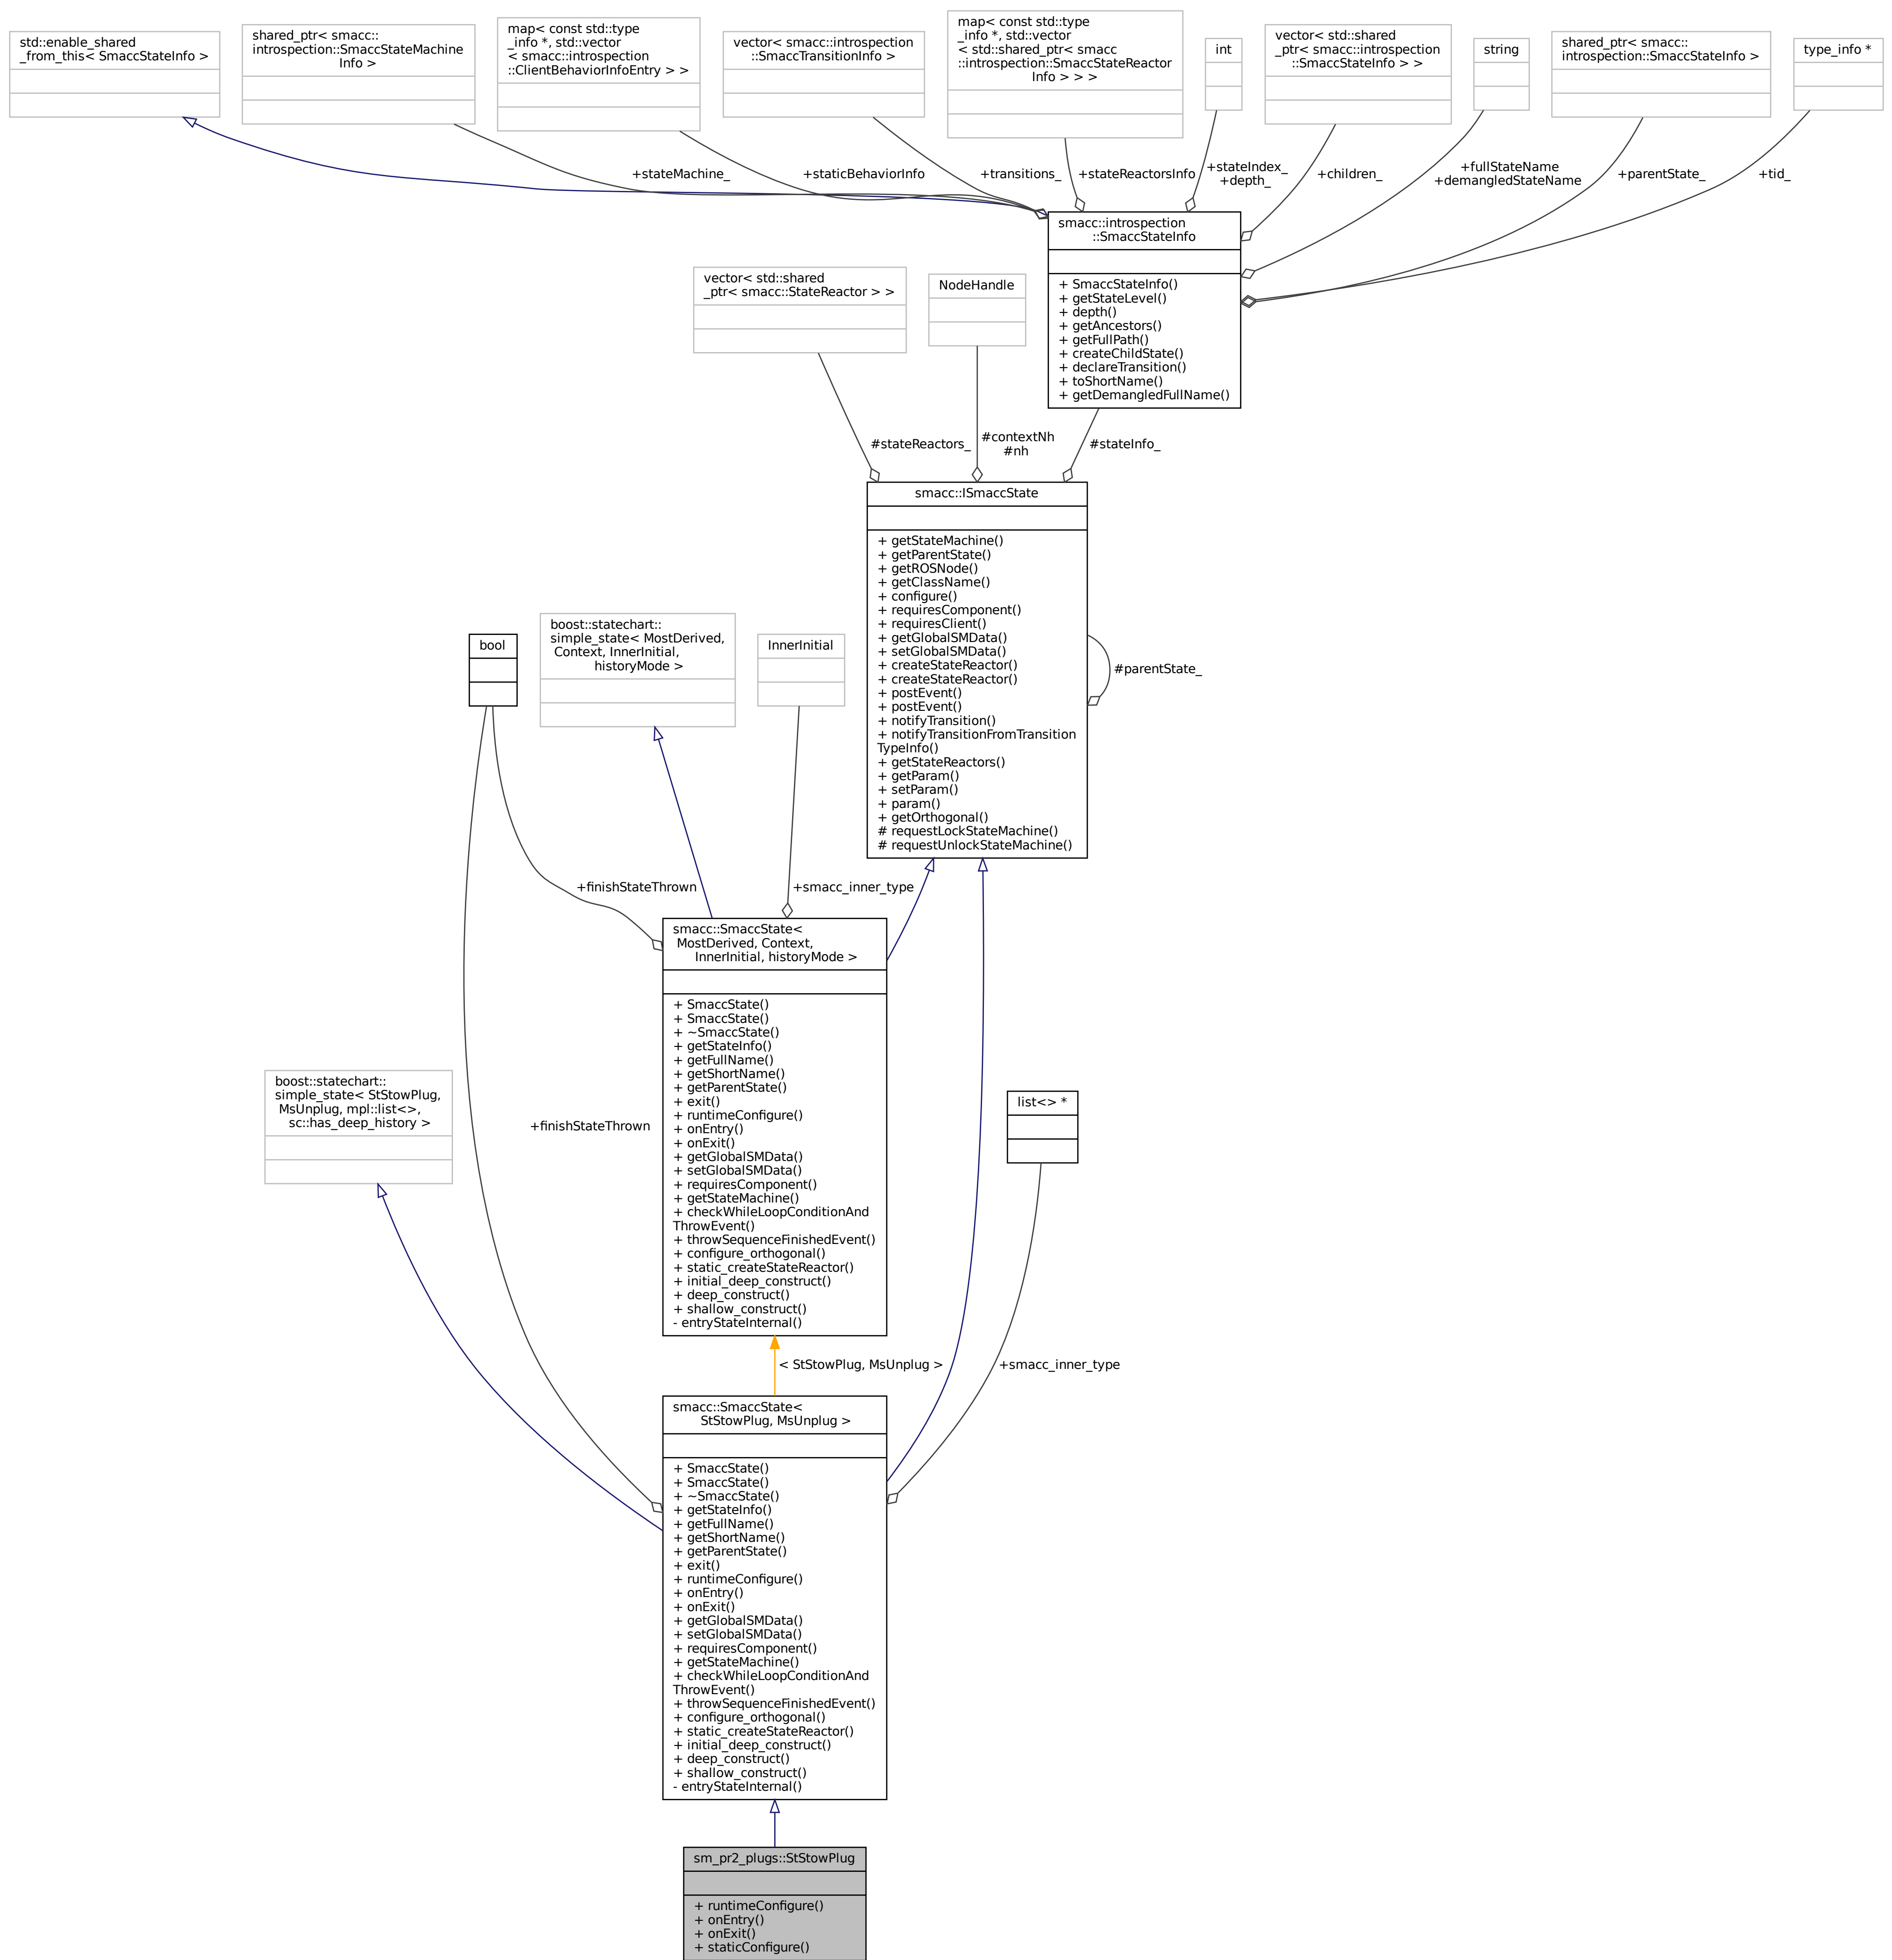 std::enable_shared
_from_this< SmaccStateInfo >
shared_ptr< smacc::
introspection::SmaccStateMachine
Info >
map< const std::type
_info *, std::vector
< smacc::introspection
::ClientBehaviorInfoEntry > >
vector< smacc::introspection
::SmaccTransitionInfo >
map< const std::type
_info *, std::vector
< std::shared_ptr< smacc
::introspection::SmaccStateReactor
Info > > >
int
vector< std::shared
_ptr< smacc::introspection
::SmaccStateInfo > >
string
shared_ptr< smacc::
introspection::SmaccStateInfo >
type_info *
+stateMachine_
+staticBehaviorInfo
+transitions_
+stateReactorsInfo
+stateIndex_
+depth_
+children_
+fullStateName
+demangledStateName
+parentState_
+tid_
smacc::introspection
::SmaccStateInfo
+ SmaccStateInfo()
+ getStateLevel()
+ depth()
+ getAncestors()
+ getFullPath()
+ createChildState()
+ declareTransition()
+ toShortName()
+ getDemangledFullName()
vector< std::shared
_ptr< smacc::StateReactor > >
NodeHandle
#stateReactors_
#contextNh
#nh
#stateInfo_
smacc::ISmaccState
+ getStateMachine()
+ getParentState()
+ getROSNode()
+ getClassName()
+ configure()
+ requiresComponent()
+ requiresClient()
+ getGlobalSMData()
+ setGlobalSMData()
+ createStateReactor()
+ createStateReactor()
+ postEvent()
+ postEvent()
+ notifyTransition()
+ notifyTransitionFromTransition
TypeInfo()
+ getStateReactors()
+ getParam()
+ setParam()
+ param()
+ getOrthogonal()
# requestLockStateMachine()
# requestUnlockStateMachine()
#parentState_
bool
boost::statechart::
simple_state< MostDerived,
Context, InnerInitial,
historyMode >
InnerInitial
+finishStateThrown
+smacc_inner_type
smacc::SmaccState<
MostDerived, Context,
InnerInitial, historyMode >
+ SmaccState()
+ SmaccState()
+ ~SmaccState()
+ getStateInfo()
+ getFullName()
+ getShortName()
+ getParentState()
+ exit()
+ runtimeConfigure()
+ onEntry()
+ onExit()
+ getGlobalSMData()
+ setGlobalSMData()
+ requiresComponent()
+ getStateMachine()
+ checkWhileLoopConditionAnd
ThrowEvent()
+ throwSequenceFinishedEvent()
+ configure_orthogonal()
+ static_createStateReactor()
+ initial_deep_construct()
+ deep_construct()
+ shallow_construct()
- entryStateInternal()
boost::statechart::
simple_state< StStowPlug,
MsUnplug, mpl::list<>,
sc::has_deep_history >
+finishStateThrown
list<> *
< StStowPlug, MsUnplug >
+smacc_inner_type
smacc::SmaccState<
StStowPlug, MsUnplug >
+ SmaccState()
+ SmaccState()
+ ~SmaccState()
+ getStateInfo()
+ getFullName()
+ getShortName()
+ getParentState()
+ exit()
+ runtimeConfigure()
+ onEntry()
+ onExit()
+ getGlobalSMData()
+ setGlobalSMData()
+ requiresComponent()
+ getStateMachine()
+ checkWhileLoopConditionAnd
ThrowEvent()
+ throwSequenceFinishedEvent()
+ configure_orthogonal()
+ static_createStateReactor()
+ initial_deep_construct()
+ deep_construct()
+ shallow_construct()
- entryStateInternal()
sm_pr2_plugs::StStowPlug
+ runtimeConfigure()
+ onEntry()
+ onExit()
+ staticConfigure()